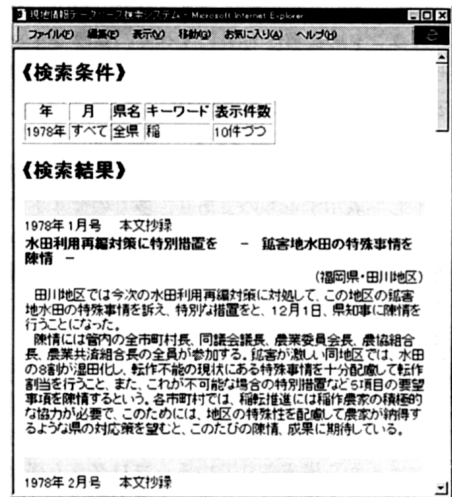 現地情報データベース検索システム - Microsoft Internet Explorer
ファイル(F) 編集(E) 表示(V) 移動(G) お気に入り(A) ヘルプ(H)
《検索条件》
年 月 県名 キーワード 表示件数
1978年 すべて 全県 稲 10件づつ
《検索結果》
1978年 1月号 本文抄録
水田利用再編対策に特別措置を － 鉱害地水田の特殊事情を
陳情 －
(福岡県・田川地区)
田川地区では今次の水田利用再編対策に対処して、この地区の鉱害
地水田の特殊事情を訴え、特別な措置をと、12月1日、県知事に陳情を
行うことになった。
陳情には管内の全市町村長、同議会議長、農業委員会長、農協組合
長、農業共済組合長の全員が参加する。鉱害が激しい同地区では、水田
の8割が湿田化し、転作不能の現状にある特殊事情を十分配慮して転作
割当を行うこと、また、これが不可能な場合の特別措置など5項目の要望
事項を陳情するという。各市町村では、稲転推進には稲作農家の積極的
な協力が必要で、このためには、地区の特殊性を配慮して農家が納得す
るような県の対応策を望むと、このたびの陳情、成果に期待している。
1978年 2月号 本文抄録